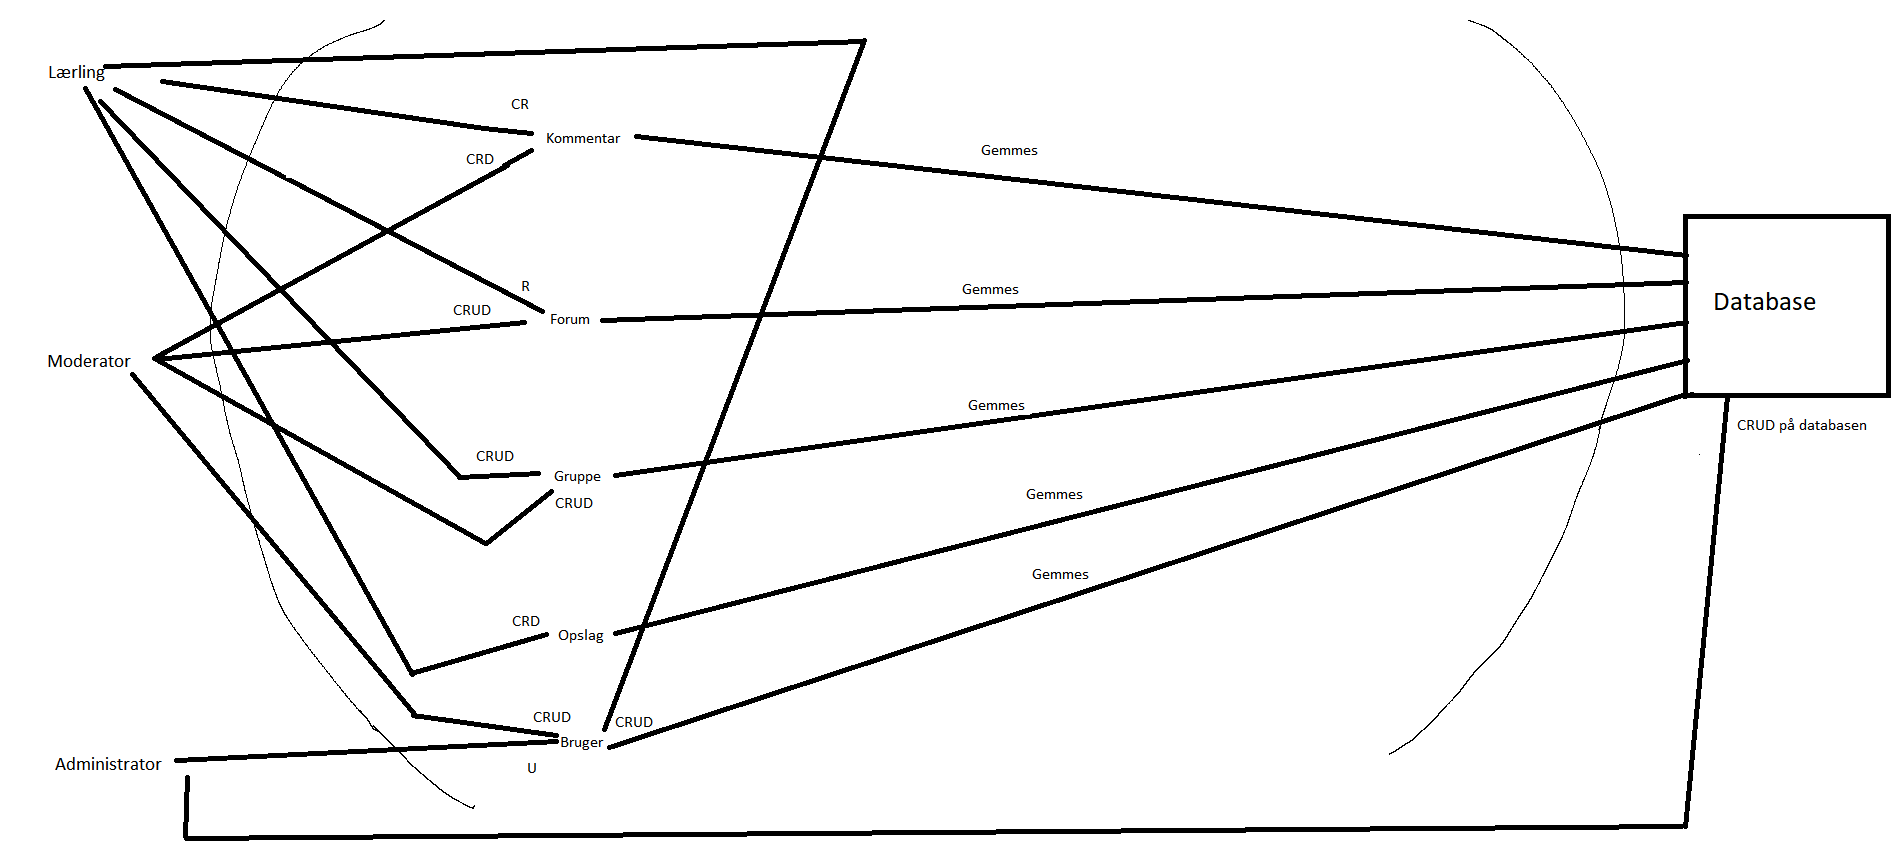 Lærling
CR
Kommentar
CRD
Gemmes
R
CRUD
Forum
Gemmes
Database
Moderator
Gemmes
CRUD på databasen
CRUD
Gruppe
CRUD
Gemmes
Gemmes
CRD
Opslag
CRUD
CRUD
Bruger
Administrator
U